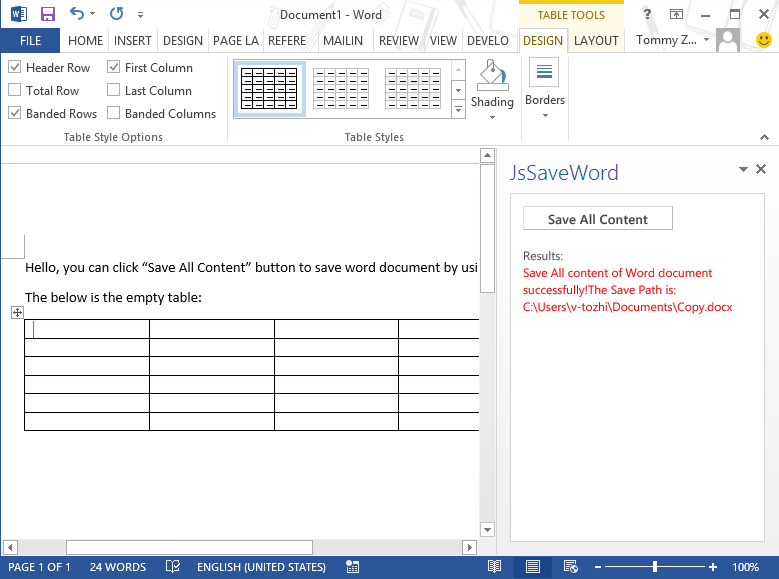 Document1 - Word
TABLE TOOLS
?
FILE HOME INSERT DESIGN PAGE LA REFERE MAILIN REVIEW VIEW DEVELO DESIGN LAYOUT Tommy Z...
Header Row First Column
Total Row Last Column
Banded Rows Banded Columns
Table Style Options
Table Styles
Shading
Borders
JsSaveWord
Save All Content
Results:
Save All content of Word document
successfully!The Save Path is:
C:\Users\v-tozhi\Documents\Copy.docx
Hello, you can click “Save All Content” button to save word document by usi
The below is the empty table:
PAGE 1 OF 1 24 WORDS ENGLISH (UNITED STATES) 100%